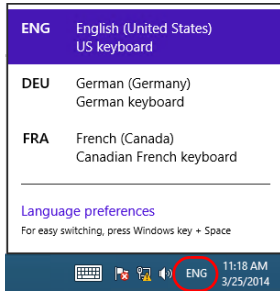 ENG English (United States)
US keyboard
DEU German (Germany)
German keyboard
FRA French (Canada)
Canadian French keyboard
Language preferences
For easy switching, press Windows key + Space
ENG 11:18 AM
3/25/2014